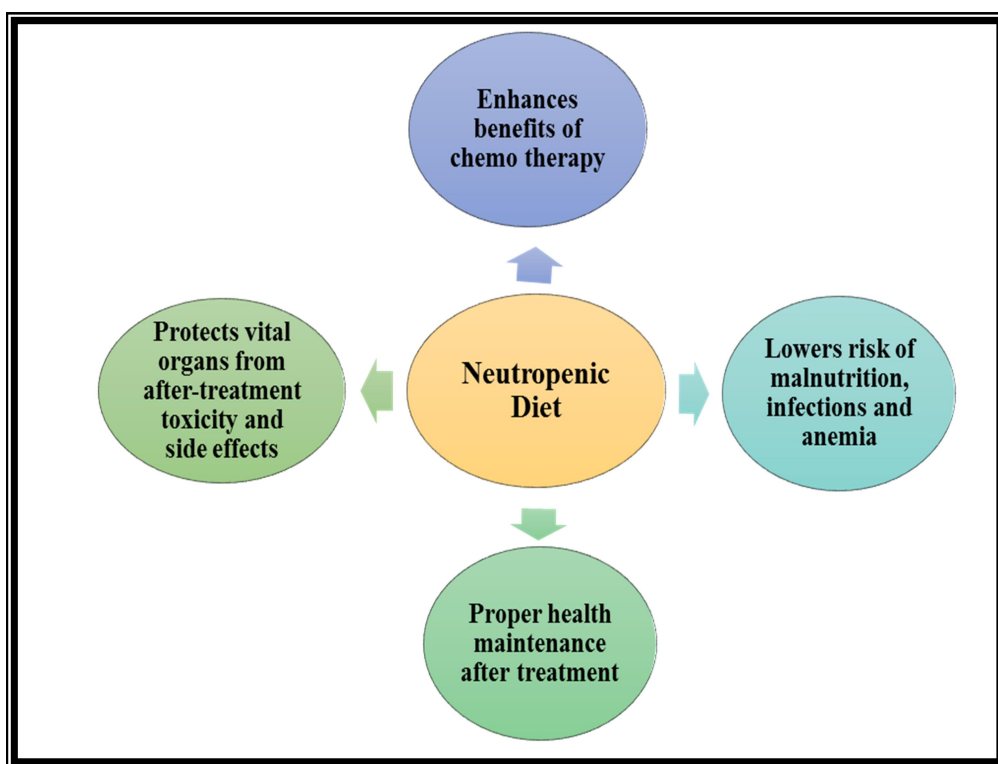 Enhances
benefits of
chemo therapy
Protects vital
organs from
after-treatment
toxicity and
side effects
Neutropenic
Diet
Lowers risk of
malnutrition,
infections and
anemia
Proper health
maintenance
after treatment